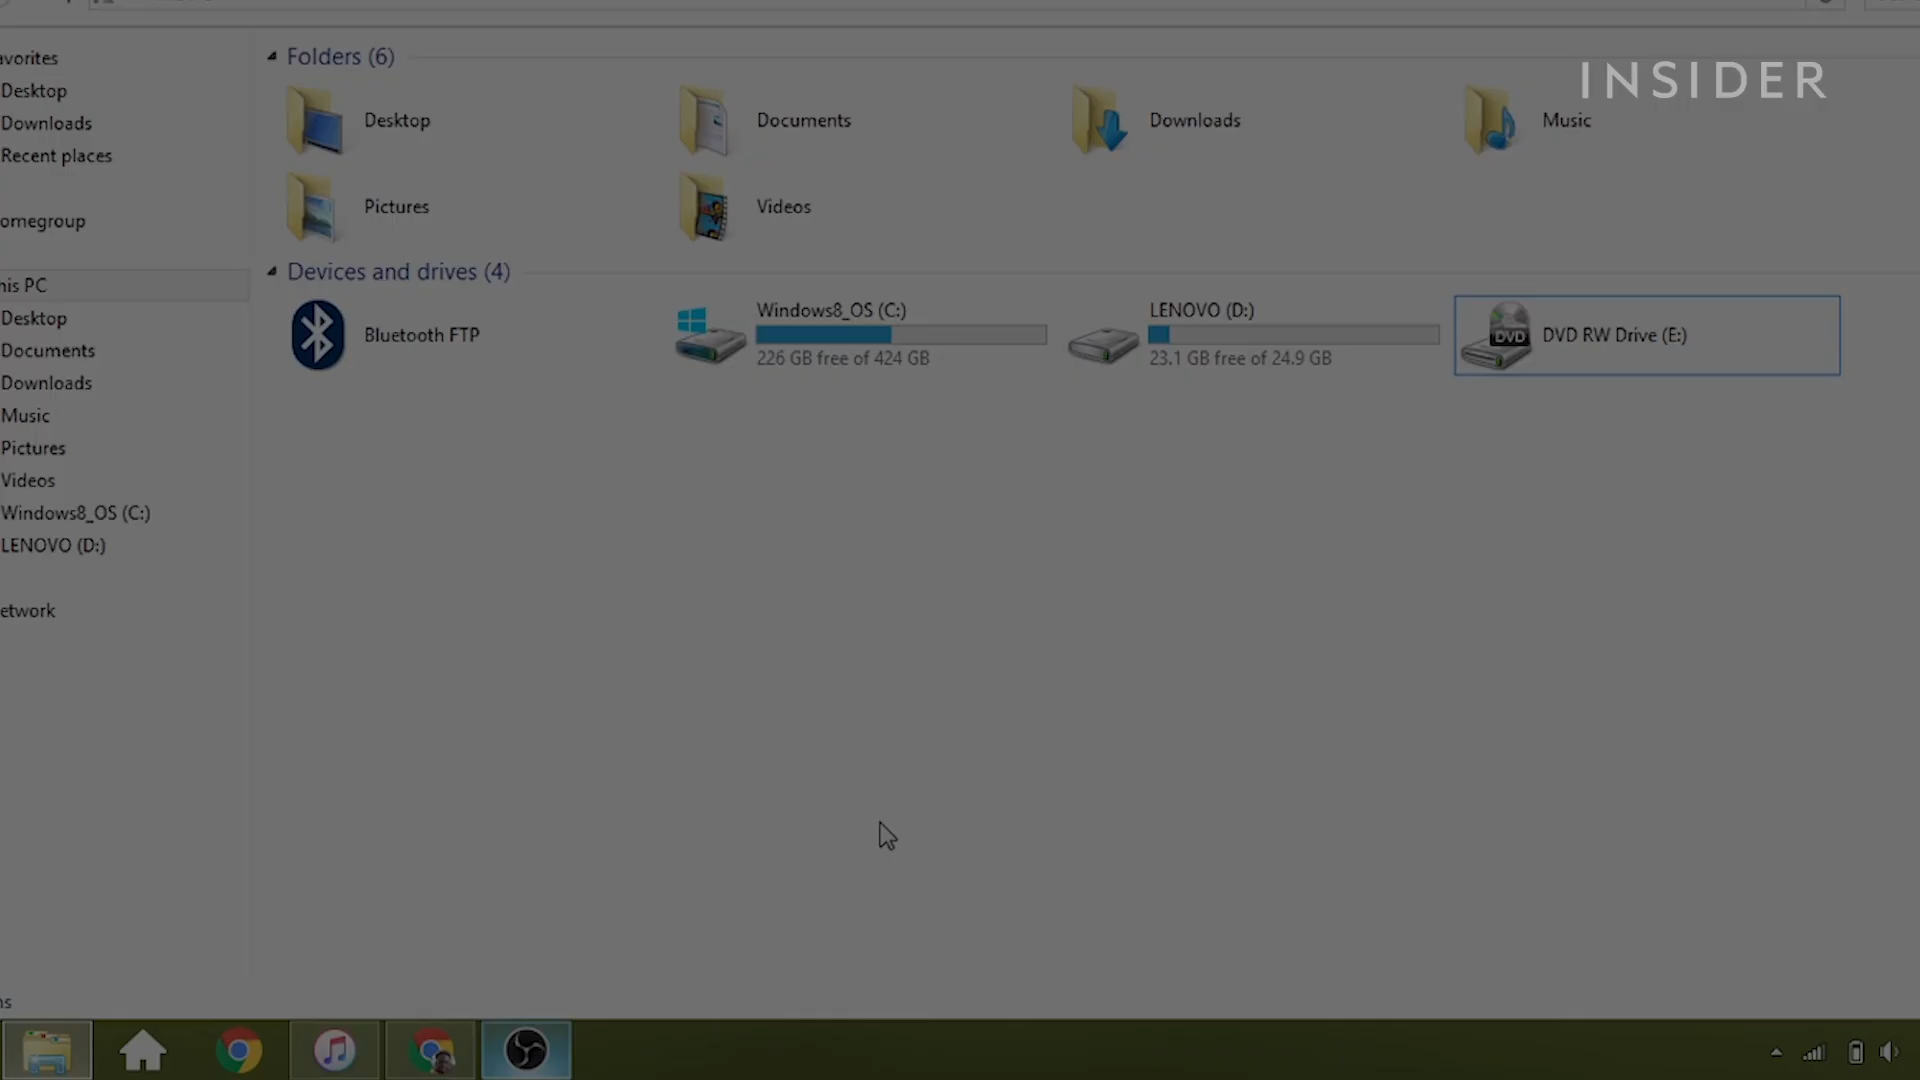 INSIDER
avorites
Desktop
Downloads
Recent places
omegroup
his PC
Desktop
Documents
Downloads
Music
Pictures
Videos
Windows8_OS (C:)
LENOVO (D:)
etwork
Folders (6)
Desktop
Documents
Downloads
Music
Pictures
Videos
Devices and drives (4)
Bluetooth FTP
Windows8_OS (C:)
226 GB free of 424 GB
LENOVO (D:)
23.1 GB free of 24.9 GB
DVD
DVD RW Drive (E:)
ms